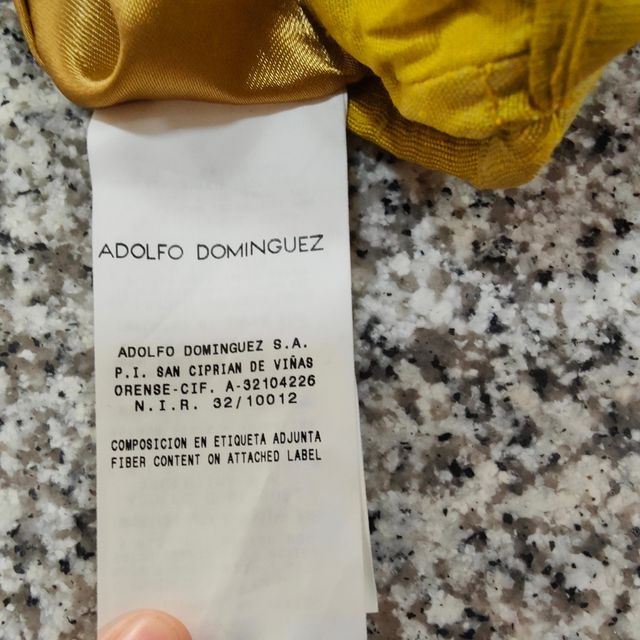 ADOLFO DOMINGUEZ
ADOLFO DOMINGUEZ S.A.
P.I. SAN CIPRIAN DE VIÑAS
ORENSE-CIF. A-32104226
N.I.R. 32/10012
COMPOSICION EN ETIQUETA ADJUNTA
FIBER CONTENT ON ATTACHED LABEL